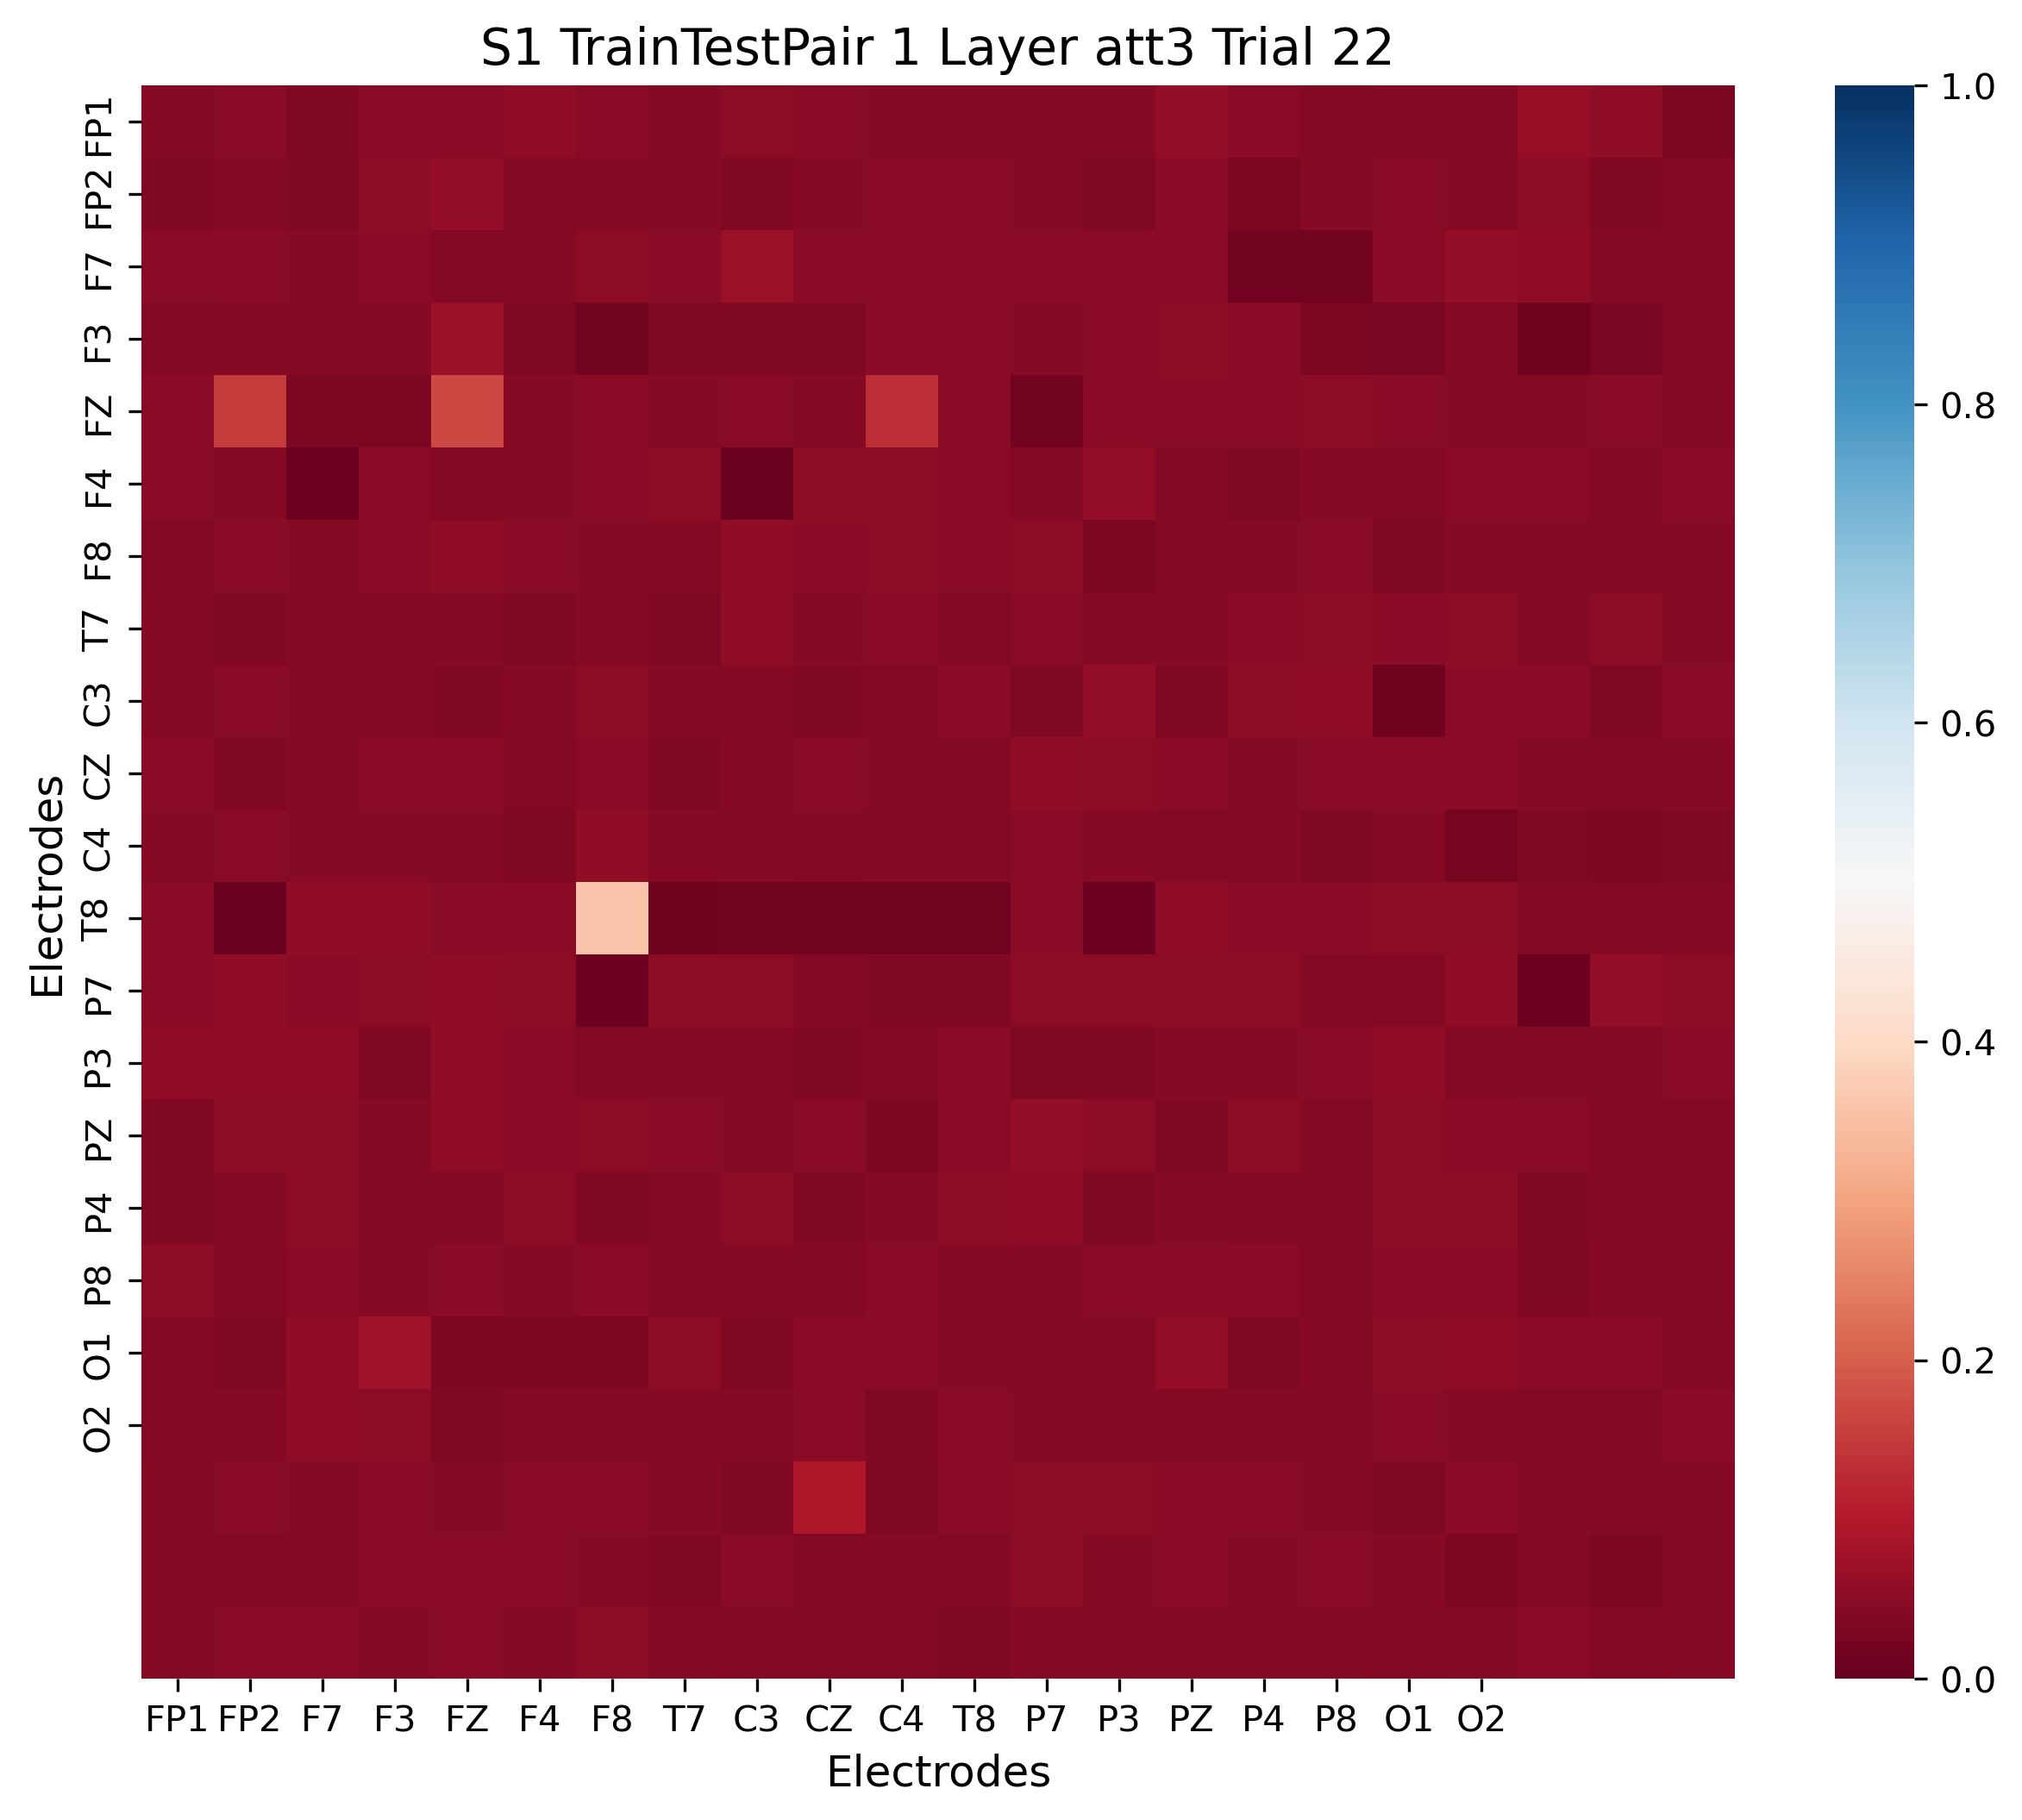 S1 TrainTestPair 1 Layer att3 Trial 22
Electrodes
FP1
FP2
F7
F3
FZ
F4
F8
T7
C3
CZ
C4
T8
P7
P3
PZ
P4
P8
O1
O2
FP1 FP2 F7 F3 FZ F4 F8 T7 C3 CZ C4 T8 P7 P3 PZ P4 P8 O1 O2
Electrodes
1.0
0.8
0.6
0.4
0.2
0.0